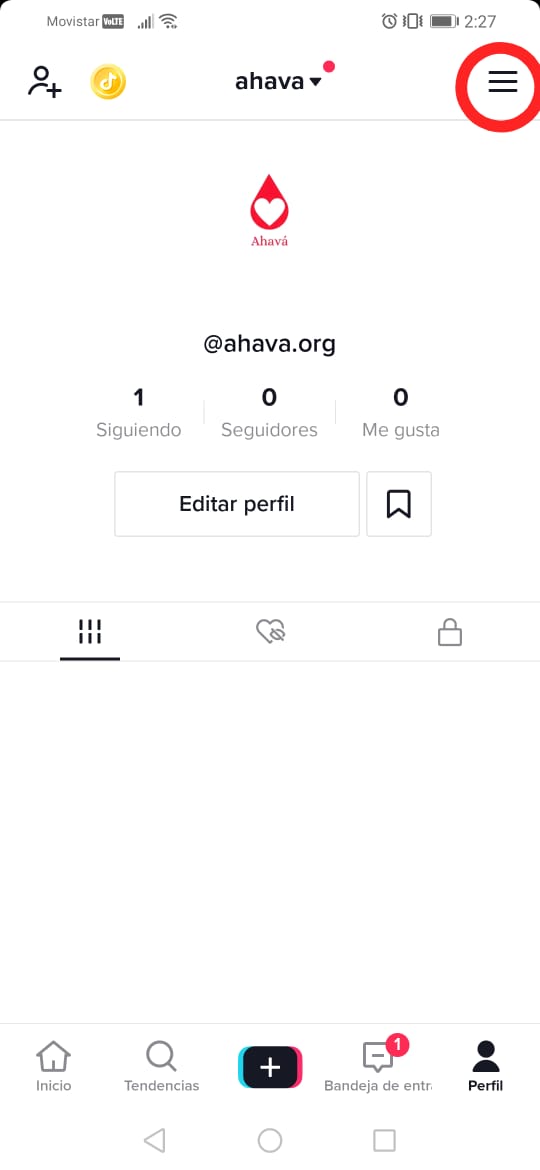 Movistar VoLTE 2:27
ahava
Ahavá
@ahava.org
1 0 0
Siguiendo Seguidores Me gusta
Editar perfil
1
Inicio Tendencias Bandeja de entr Perfil